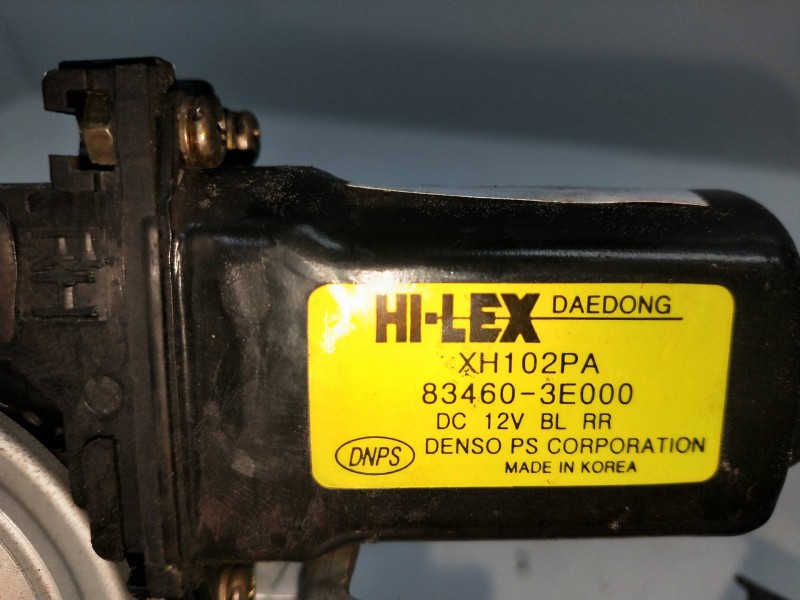 HI-LEX DAEDONG
XH102PA
83460-3E000
DC 12V BL RR
DNPS DENSO PS CORPORATION
MADE IN KOREA